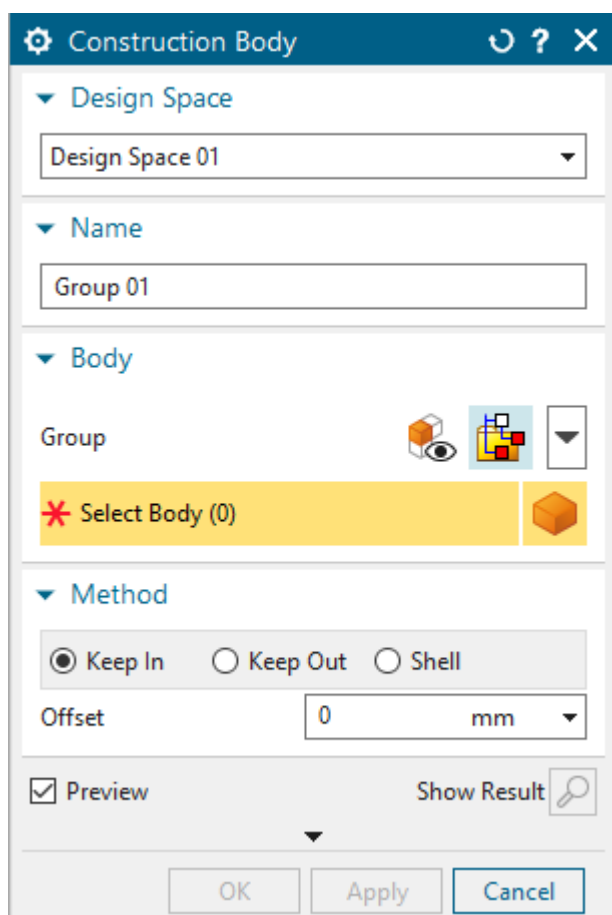 Construction Body
Design Space
Design Space 01
Name
Group 01
Body
Group
Select Body (0)
Method
Keep In Keep Out Shell
Offset 0 mm
Preview Show Result
OK Apply Cancel